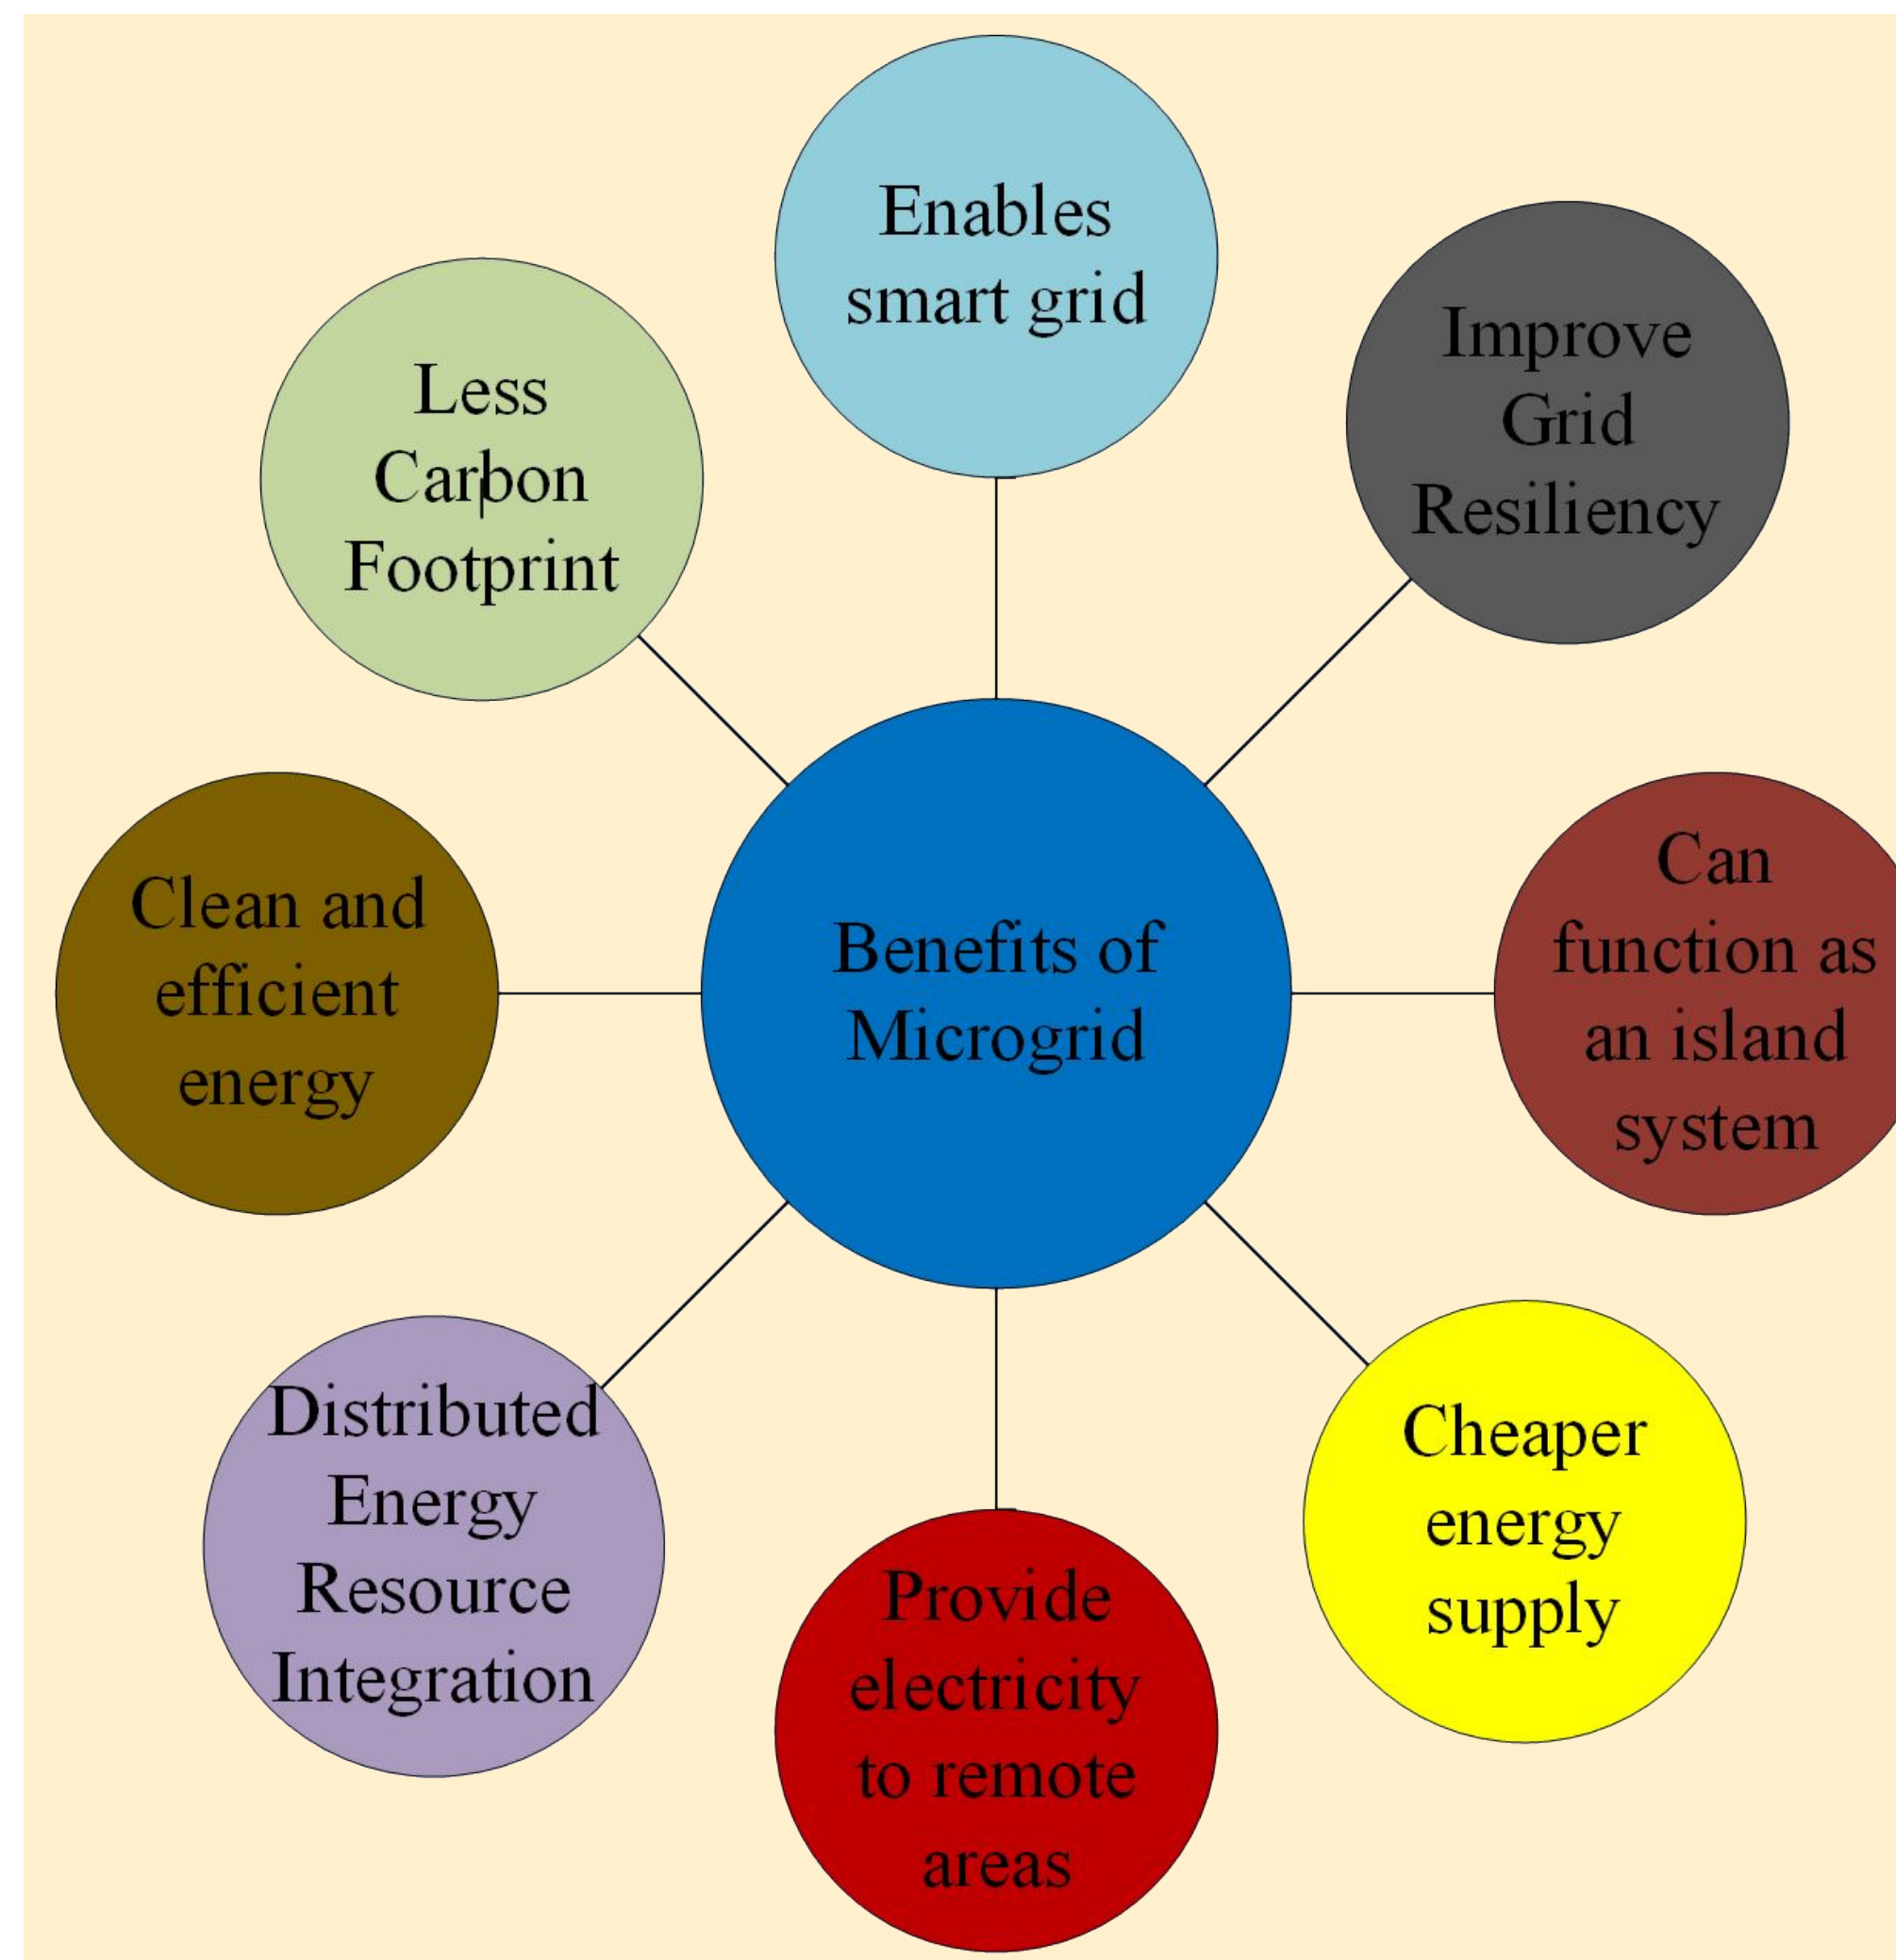 Enables
smart grid
Improve
Grid
Resiliency
Less
Carbon
Footprint
Can
function as
an island
system
Clean and
efficient
energy
Benefits of
Microgrid
Distributed
Energy
Resource
Integration
Cheaper
energy
supply
Provide
electricity
to remote
areas